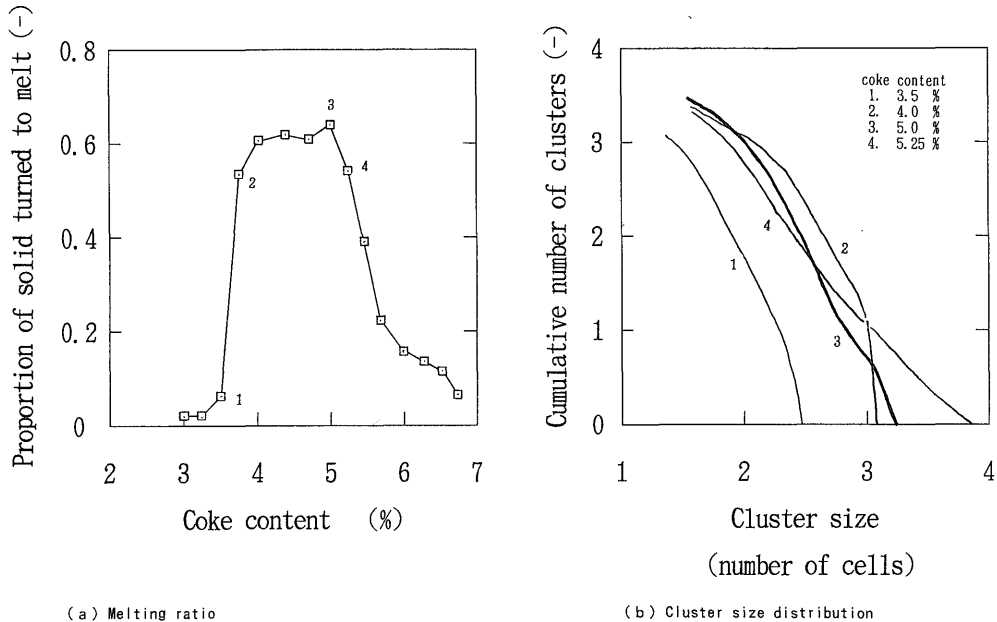 Proportion of solid turned to melt (-)
0.8
0.6
0.4
0.2
0
2 3 4 5 6 7
1
2
3
4
Coke content (%)
(a) Melting ratio
Cumulative number of clusters (-)
4
3
2
1
0
1 2 3 4
coke content
1. 3.5 %
2. 4.0 %
3. 5.0 %
4. 5.25 %
1
2
3
4
Cluster size
(number of cells)
(b) Cluster size distribution